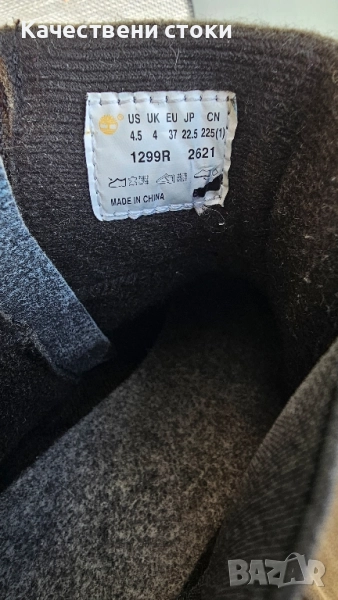 Качествени стоки
US UK EU JP CN
4.5 4 37 22.5 225(1)
1299R 2621
MADE IN CHINA
BAZAR